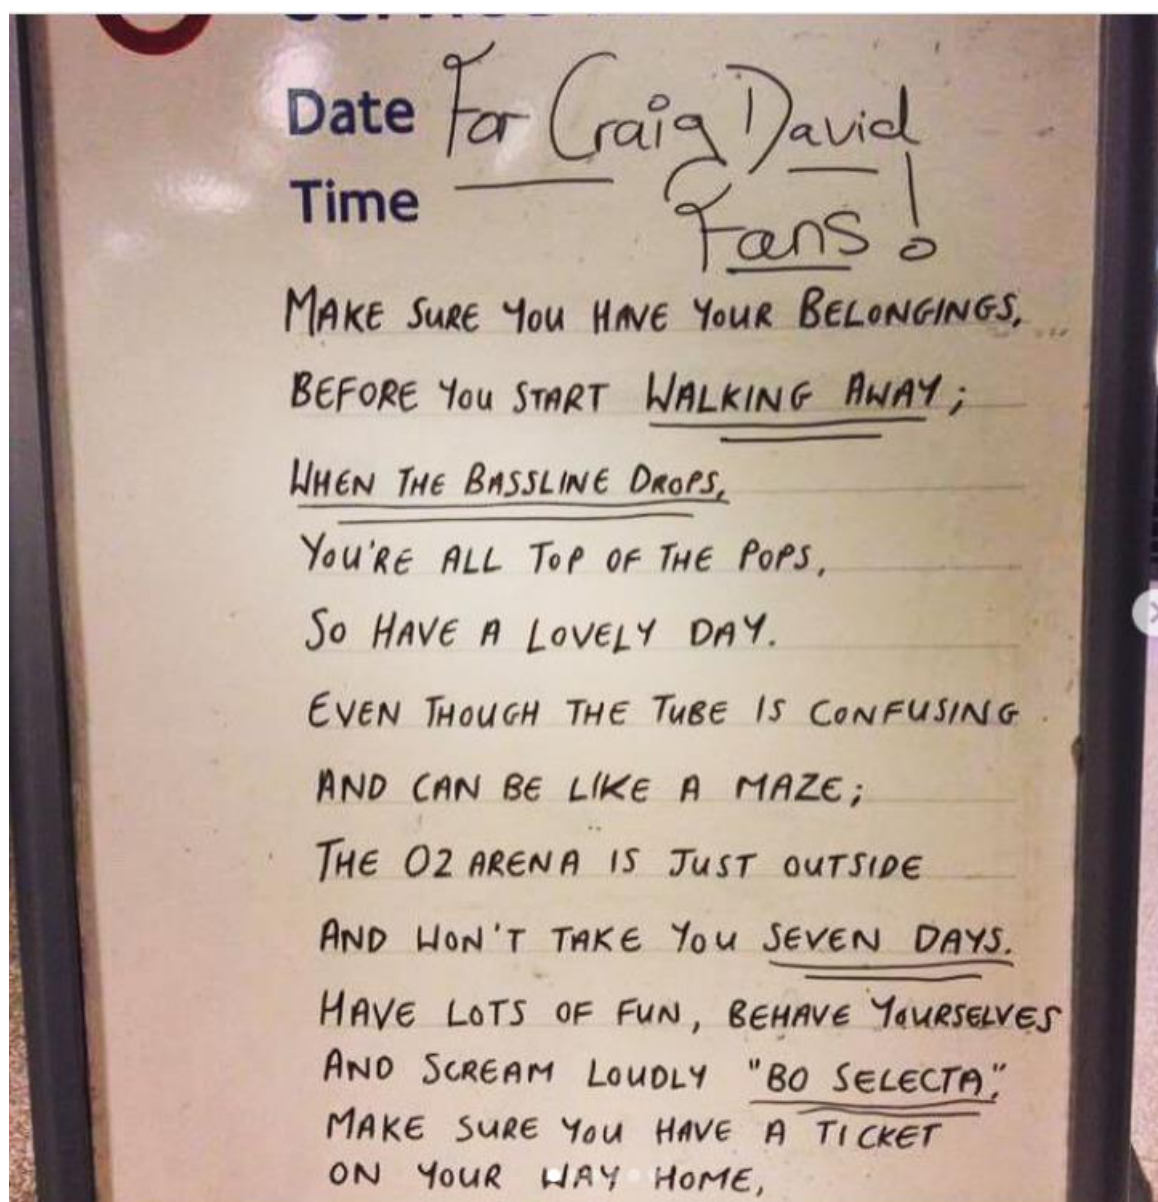 Date For Craig David
Time Fans!
MAKE SURE YOU HAVE YOUR BELONGINGS,
BEFORE YOU START WALKING AWAY;
WHEN THE BASSLINE DROPS,
YOU'RE ALL TOP OF THE POPS,
SO HAVE A LOVELY DAY.
EVEN THOUGH THE TUBE IS CONFUSING
AND CAN BE LIKE A MAZE;
THE O2 ARENA IS JUST OUTSIDE
AND WON'T TAKE YOU SEVEN DAYS.
HAVE LOTS OF FUN, BEHAVE YOURSELVES
AND SCREAM LOUDLY "BO SELECTA",
MAKE SURE YOU HAVE A TICKET
ON YOUR WAY HOME,